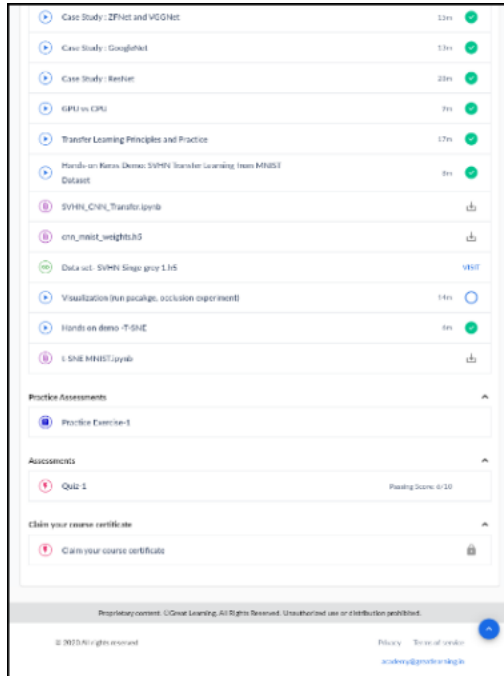 Case Study : ZFNet and VGGNet 11m
Case Study : GoogleNet 13m
Case Study : ResNet 23m
GPU vs CPU 7m
Transfer Learning Principles and Practice 17m
Hands-on Keras Demo: SVHN Transfer Learning from MNIST
Dataset 8m
SVHN_CNN_Transfer.ipynb
cnn_mnist_weights.h5
Data set- SVHN Singe grey 1.h5 VISIT
Visualization (run pacakge, occlusion experiment) 14m
Hands on demo -T-SNE 6m
t-SNE MNIST.ipynb
Practice Assessments
Practice Exercise-1
Assessments
Quiz-1 Passing Score: 6/10
Claim your course certificate
Claim your course certificate
Proprietary content. ©Great Learning. All Rights Reserved. Unauthorized use or distribution prohibited.
© 2020 All rights reserved Privacy Terms of service
academy@greatlearning.in